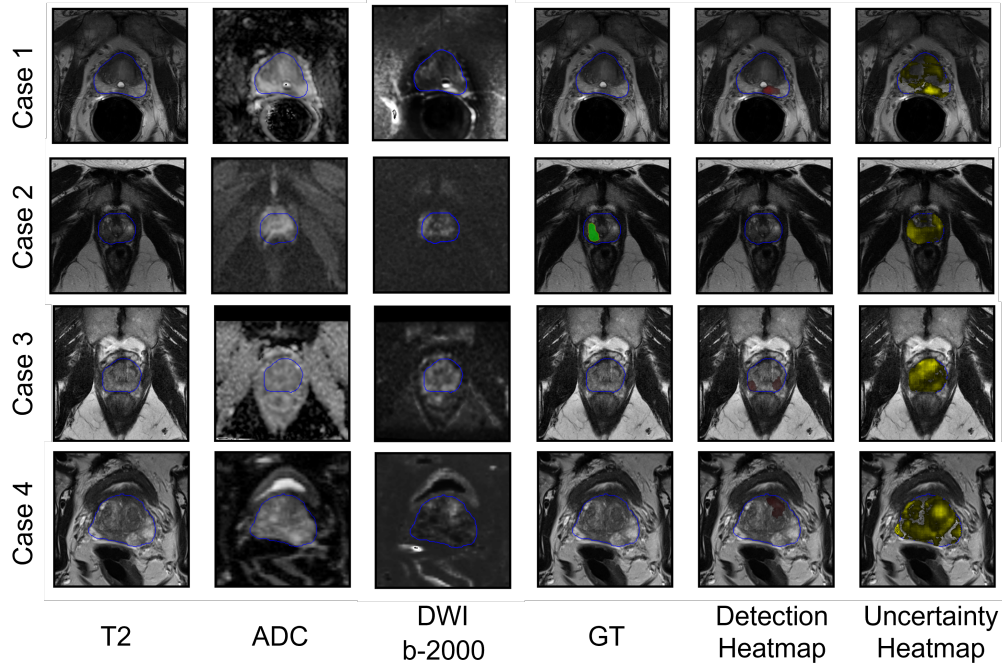 Case 1
Case 2
Case 3
Case 4
T2
ADC
DWI
b-2000
GT
Detection
Heatmap
Uncertainty
Heatmap